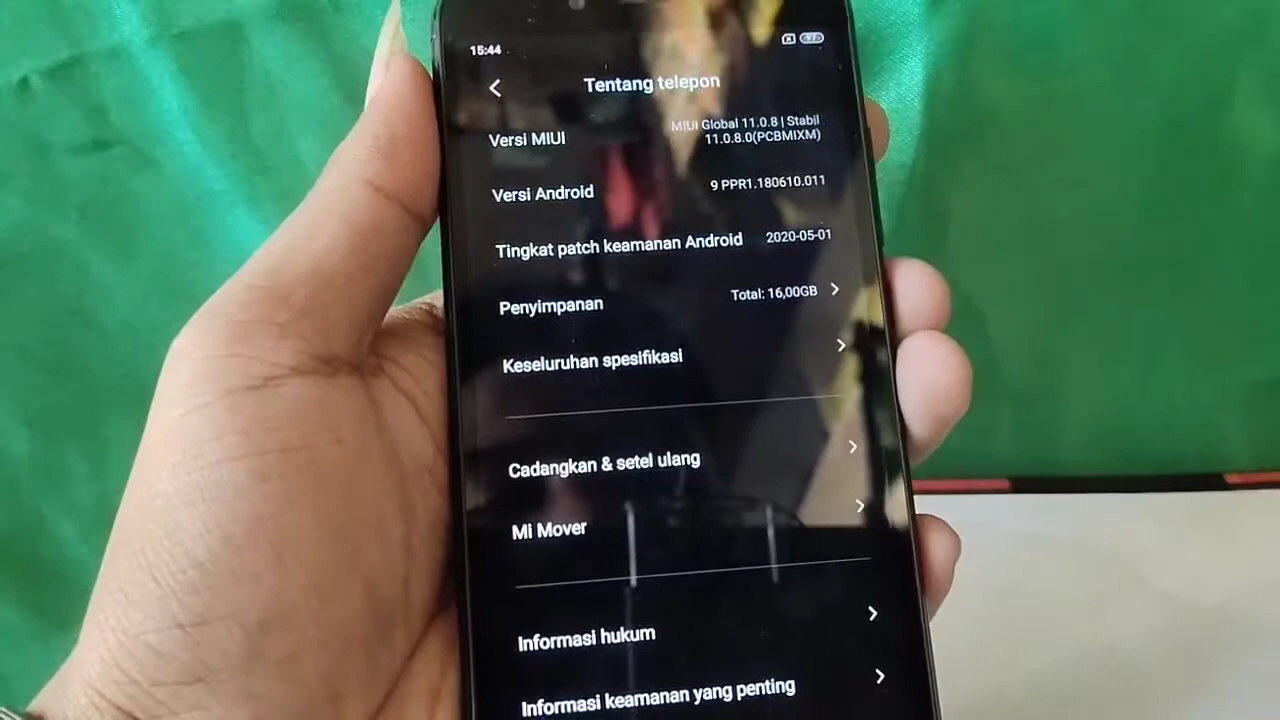 15:44
97
Tentang telepon
Versi MIUI
MIUI Global 11.0.8 | Stabil
11.0.8.0(PCBMIXM)
Versi Android
9 PPR1.180610.011
Tingkat patch keamanan Android
2020-05-01
Penyimpanan
Total: 16,00GB
Keseluruhan spesifikasi
Cadangkan & setel ulang
Mi Mover
Informasi hukum
Informasi keamanan yang penting